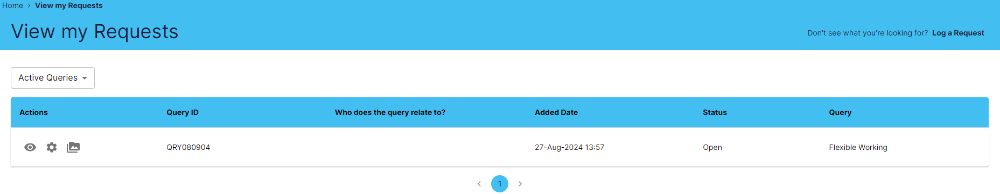 Home › View my Requests
View my Requests
Don't see what you're looking for? Log a Request
Active Queries
Actions Query ID Who does the query relate to? Added Date Status Query
QRY080904 27-Aug-2024 13:57 Open Flexible Working
1